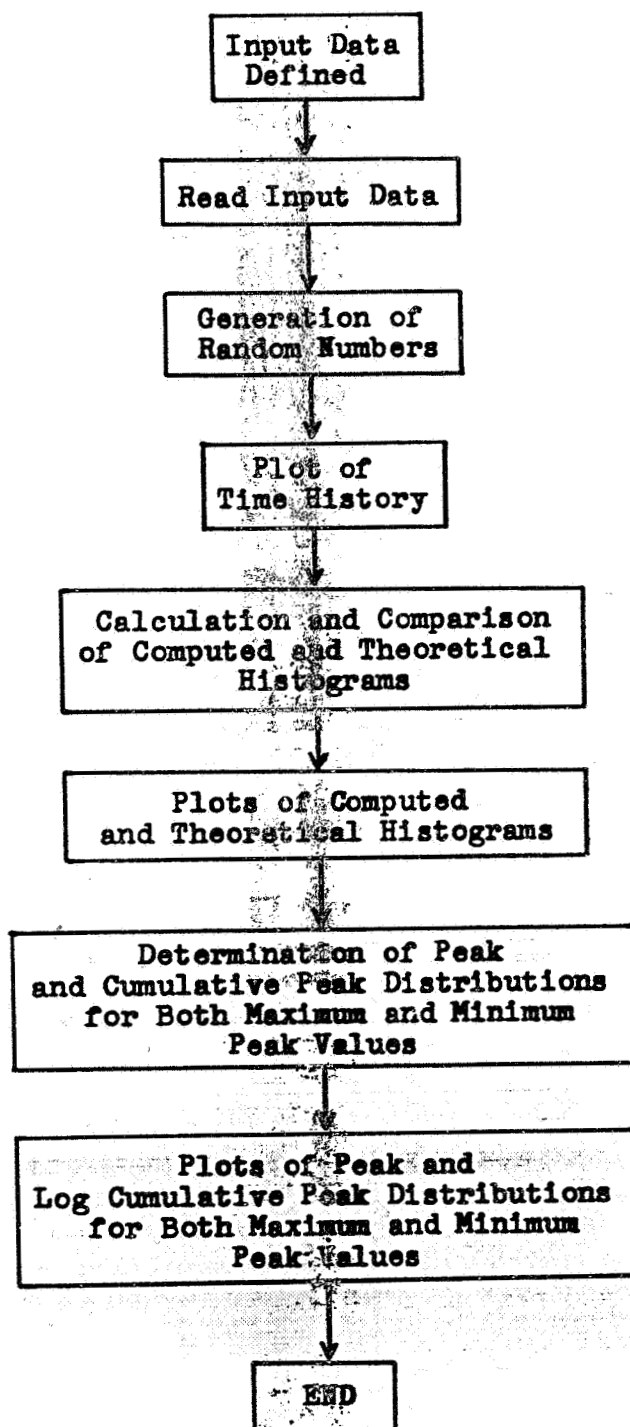 Input Data
Defined
Read Input Data
Generation of
Random Numbers
Plot of
Time History
Calculation and Comparison
of Computed and Theoretical
Histograms
Plots of Computed
and Theoretical Histograms
Determination of Peak
and Cumulative Peak Distributions
for Both Maximum and Minimum
Peak Values
Plots of Peak and
Log Cumulative Peak Distributions
for Both Maximum and Minimum
Peak Values
END